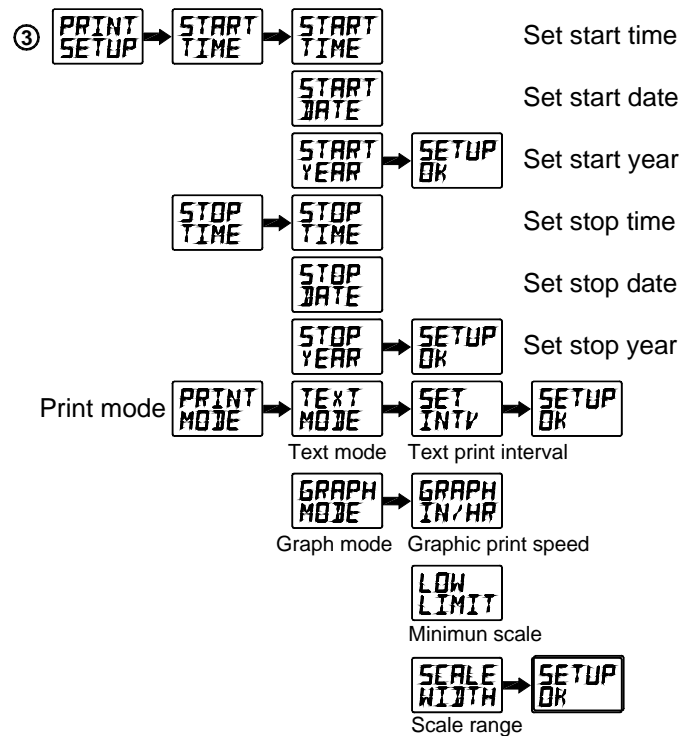 ③ PRINT SETUP START TIME START TIME Set start time
START DATE Set start date
START YEAR SETUP OK Set start year
STOP TIME STOP TIME Set stop time
STOP DATE Set stop date
STOP YEAR SETUP OK Set stop year
Print mode PRINT MODE TEXT MODE SET INTV SETUP OK
Text mode Text print interval
GRAPH MODE GRAPH IN/HR
Graph mode Graphic print speed
LOW LIMIT
Minimun scale
SCALE WIDTH SETUP OK
Scale range